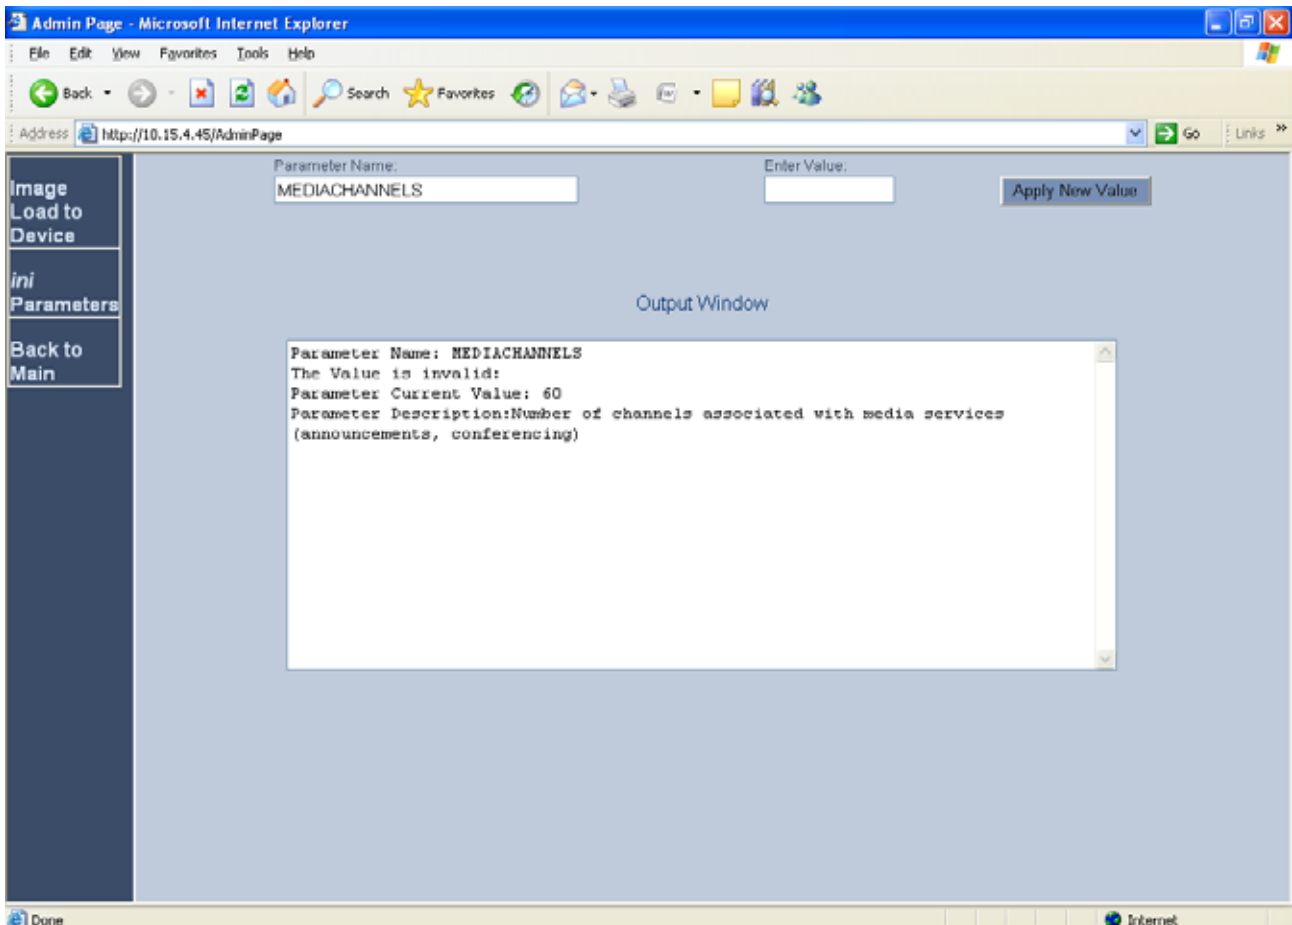 Admin Page - Microsoft Internet Explorer
File Edit View Favorites Tools Help
Back Search Favorites
Address http://10.15.4.45/AdminPage Go Links »
Parameter Name: Enter Value:
MEDIACHANNELS Apply New Value
Image
Load to
Device
ini
Parameters
Back to
Main
Output Window
Parameter Name: MEDIACHANNELS
The Value is invalid:
Parameter Current Value: 60
Parameter Description:Number of channels associated with media services
(announcements, conferencing)
Done Internet